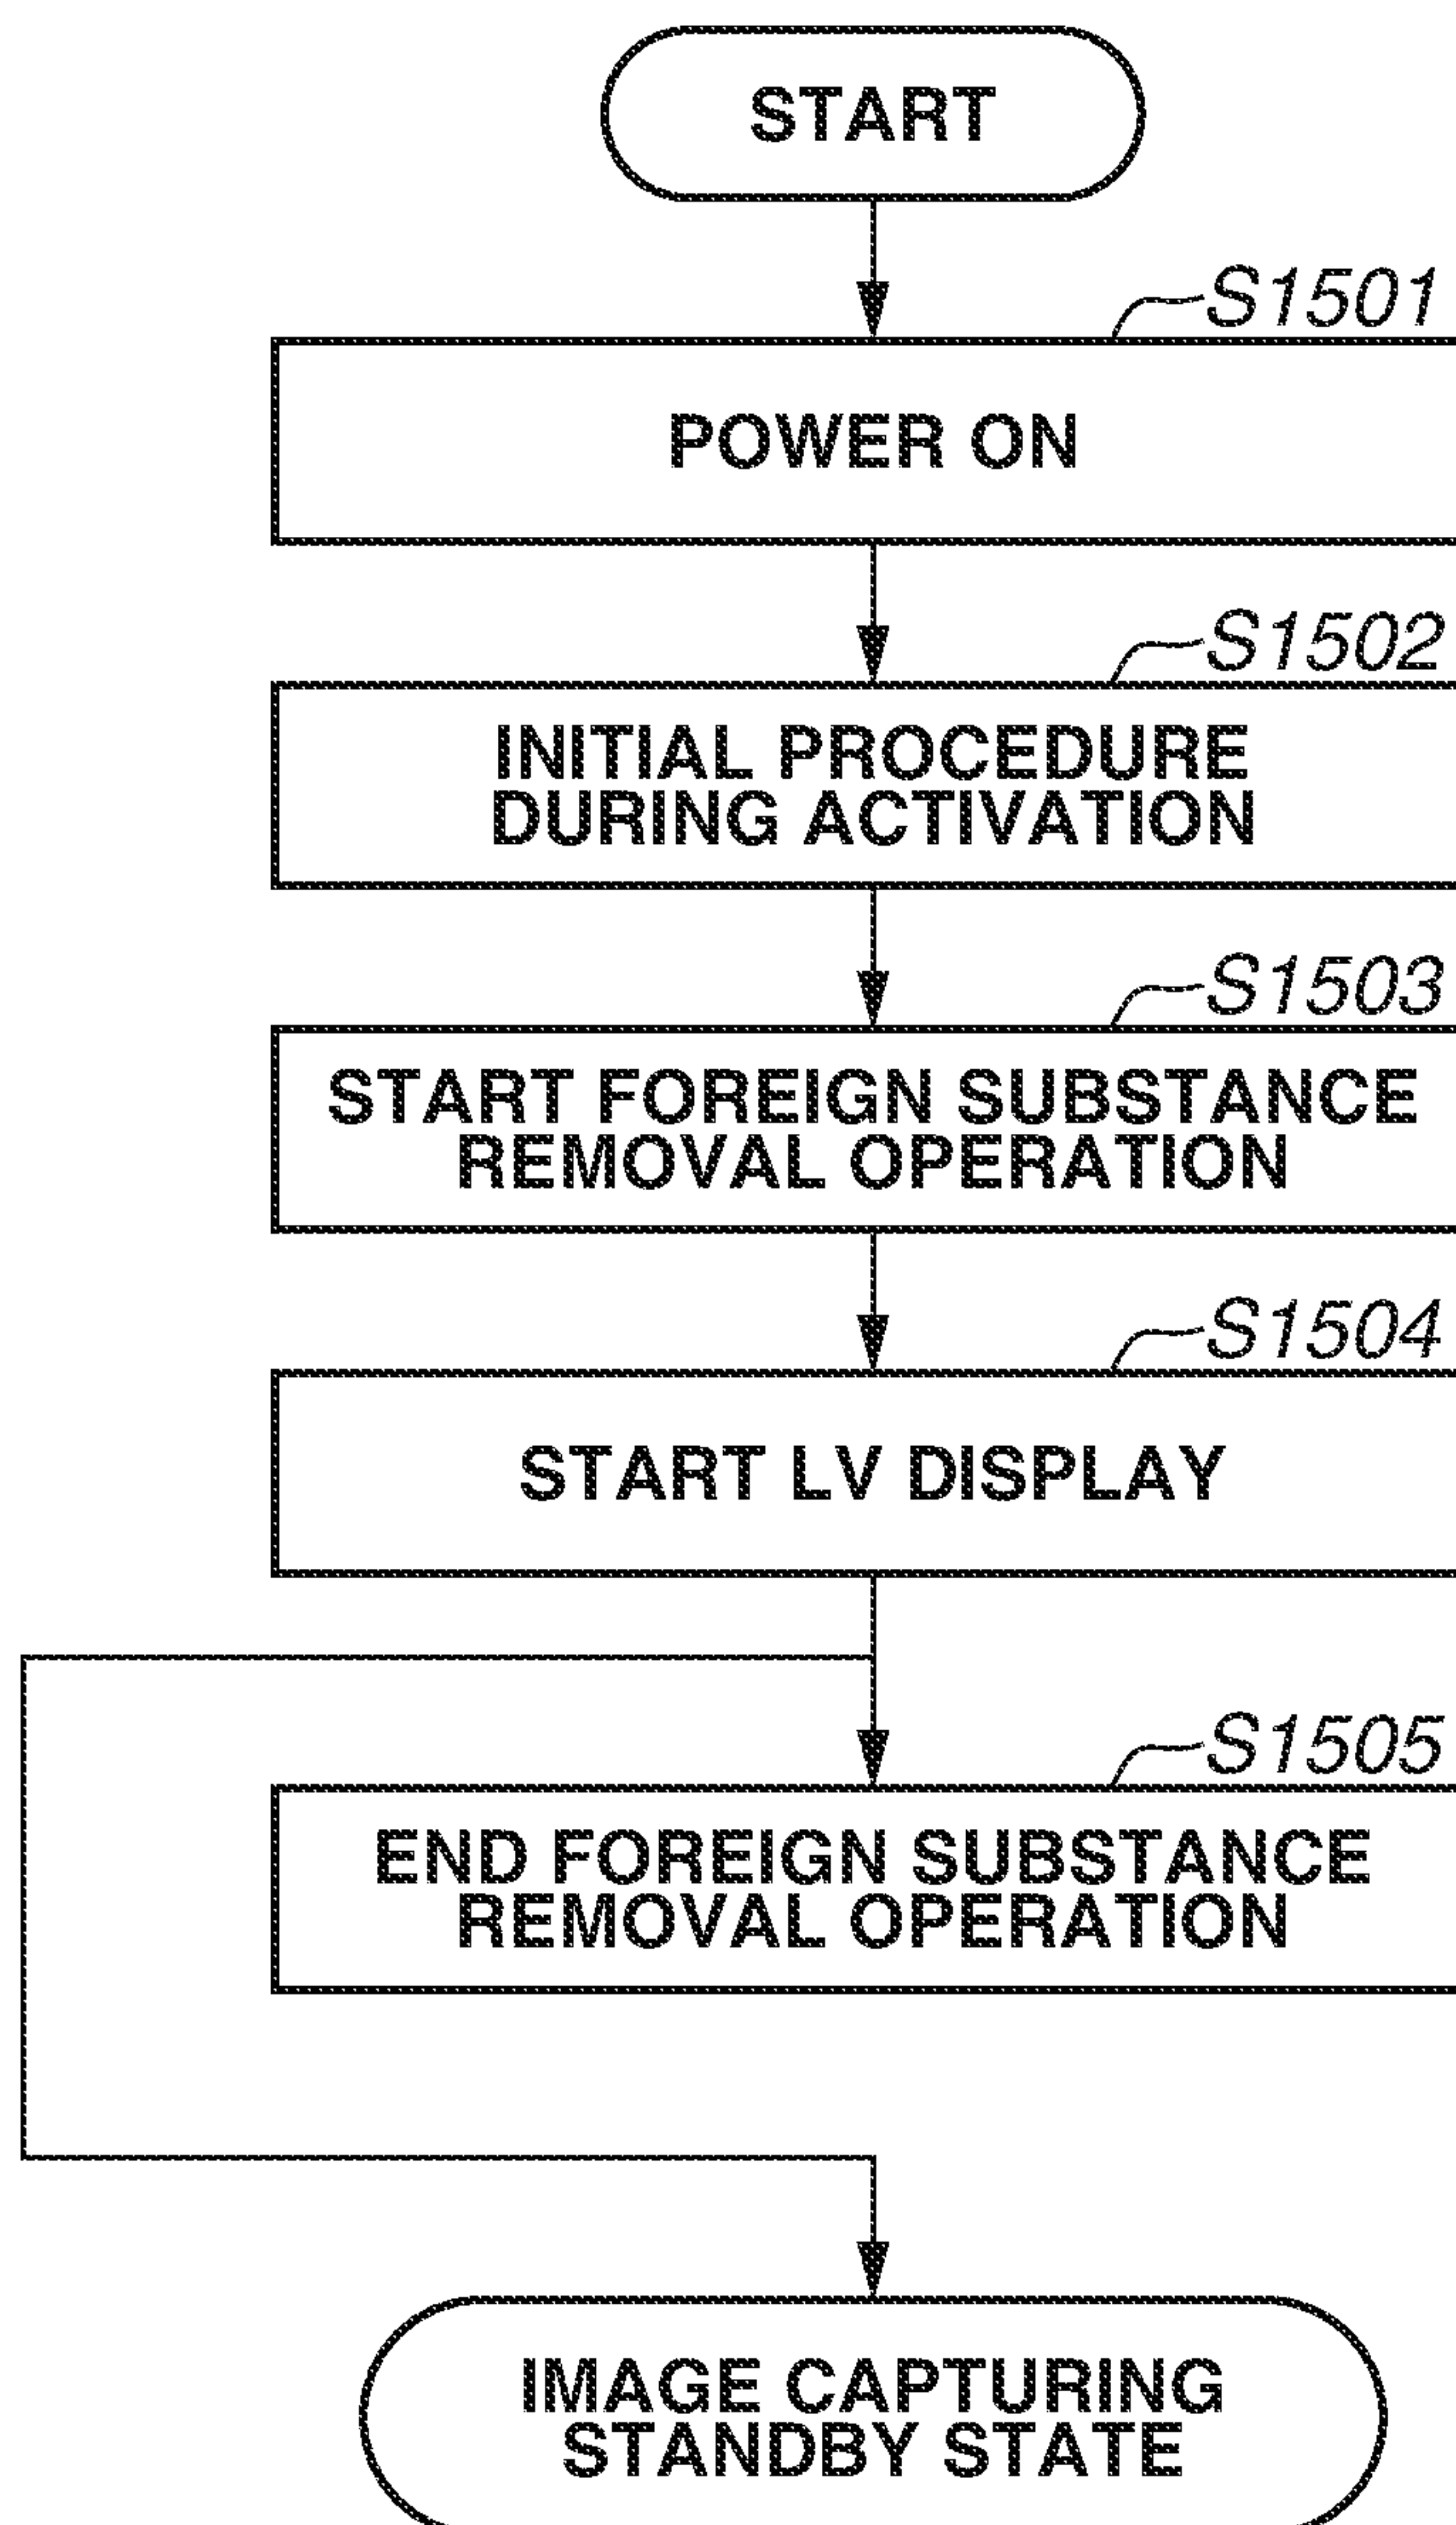 START
S1501
POWER ON
S1502
INITIAL PROCEDURE
DURING ACTIVATION
S1503
START FOREIGN SUBSTANCE
REMOVAL OPERATION
S1504
START LV DISPLAY
S1505
END FOREIGN SUBSTANCE
REMOVAL OPERATION
IMAGE CAPTURING
STANDBY STATE